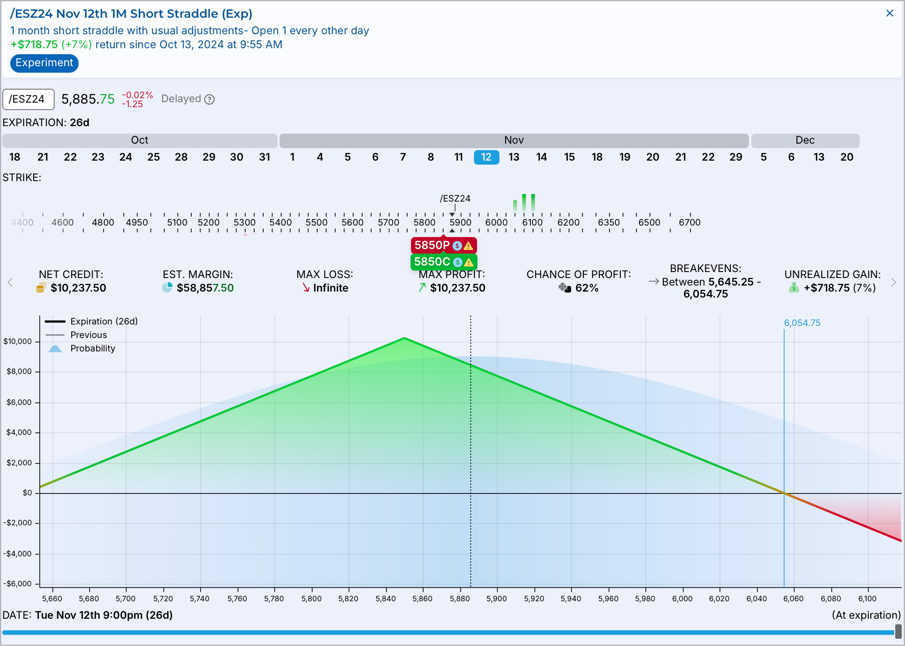 /ESZ24 Nov 12th 1M Short Straddle (Exp)
1 month short straddle with usual adjustments- Open 1 every other day
+$718.75 (+7%) return since Oct 13, 2024 at 9:55 AM
Experiment
/ESZ24 5,885.75 -0.02% -1.25 Delayed
EXPIRATION: 26d
Oct Nov Dec
18 21 22 23 24 25 28 29 30 31 1 4 5 6 7 8 11 12 13 14 15 18 19 20 21 22 29 5 6 13 20
STRIKE:
/ESZ24
4400 4600 4800 4950 5100 5200 5300 5400 5500 5600 5700 5800 5900 6000 6100 6200 6350 6500 6700
5850P
5850C
NET CREDIT: EST. MARGIN: MAX LOSS: MAX PROFIT: CHANCE OF PROFIT: BREAKEVENS: UNREALIZED GAIN:
$10,237.50 $58,857.50 Infinite $10,237.50 62% Between 5,645.25 - +$718.75 (7%)
6,054.75
Expiration (26d)
Previous
Probability
6,054.75
$10,000
$8,000
$6,000
$4,000
$2,000
$0
-$2,000
-$4,000
-$6,000
5,660 5,680 5,700 5,720 5,740 5,760 5,780 5,800 5,820 5,840 5,860 5,880 5,900 5,920 5,940 5,960 5,980 6,000 6,020 6,040 6,060 6,080 6,100
DATE: Tue Nov 12th 9:00pm (26d) (At expiration)